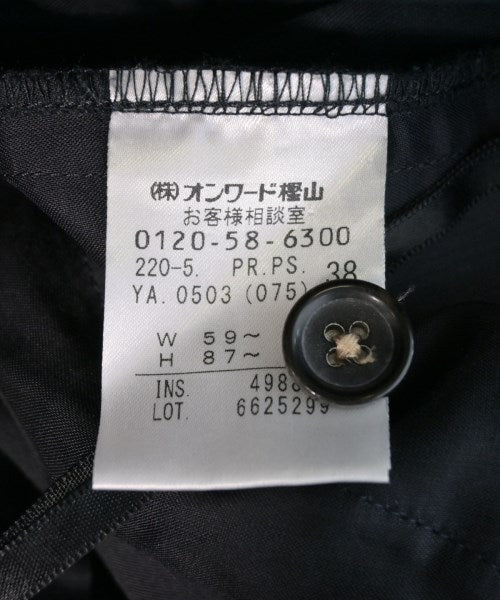 (株)オンワード樫山
お客様相談室
0120-58-6300
220-5. PR.PS. 38
YA.0503 (075)
W 59~
H 87~
INS. 498
LOT. 6625299